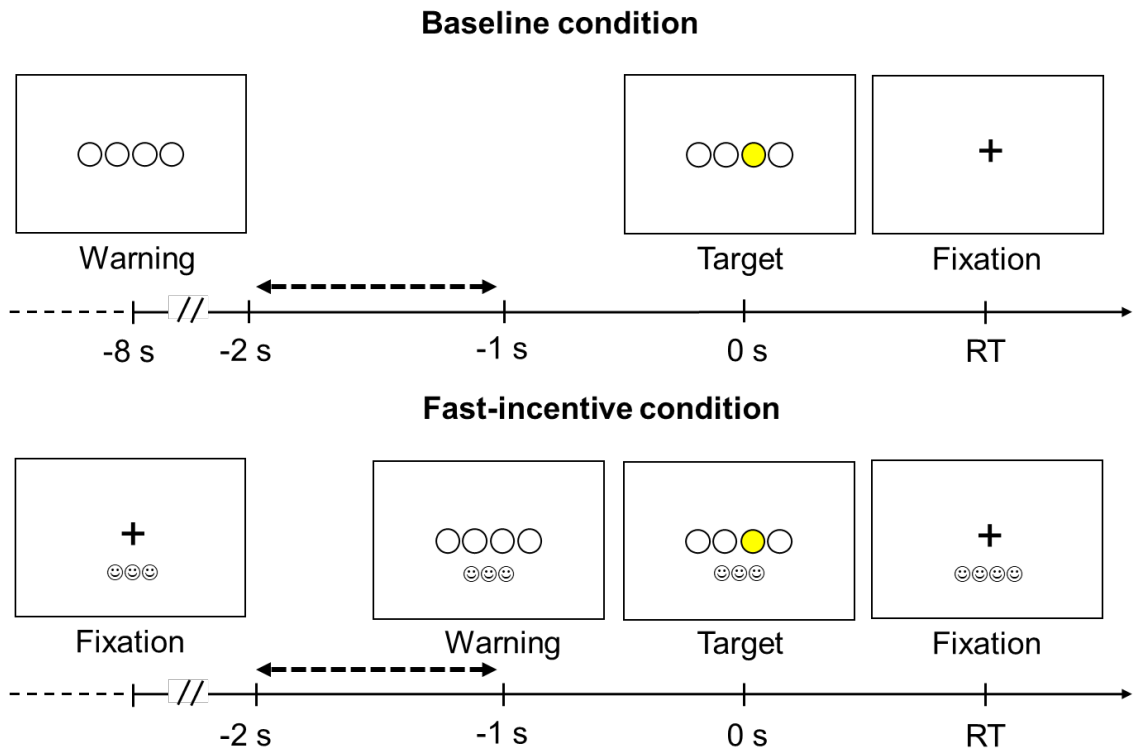 Baseline condition
Warning
Target
Fixation
-8 s
-2 s
-1 s
0 s
RT
Fast-incentive condition
Fixation
Warning
Target
Fixation
-2 s
-1 s
0 s
RT